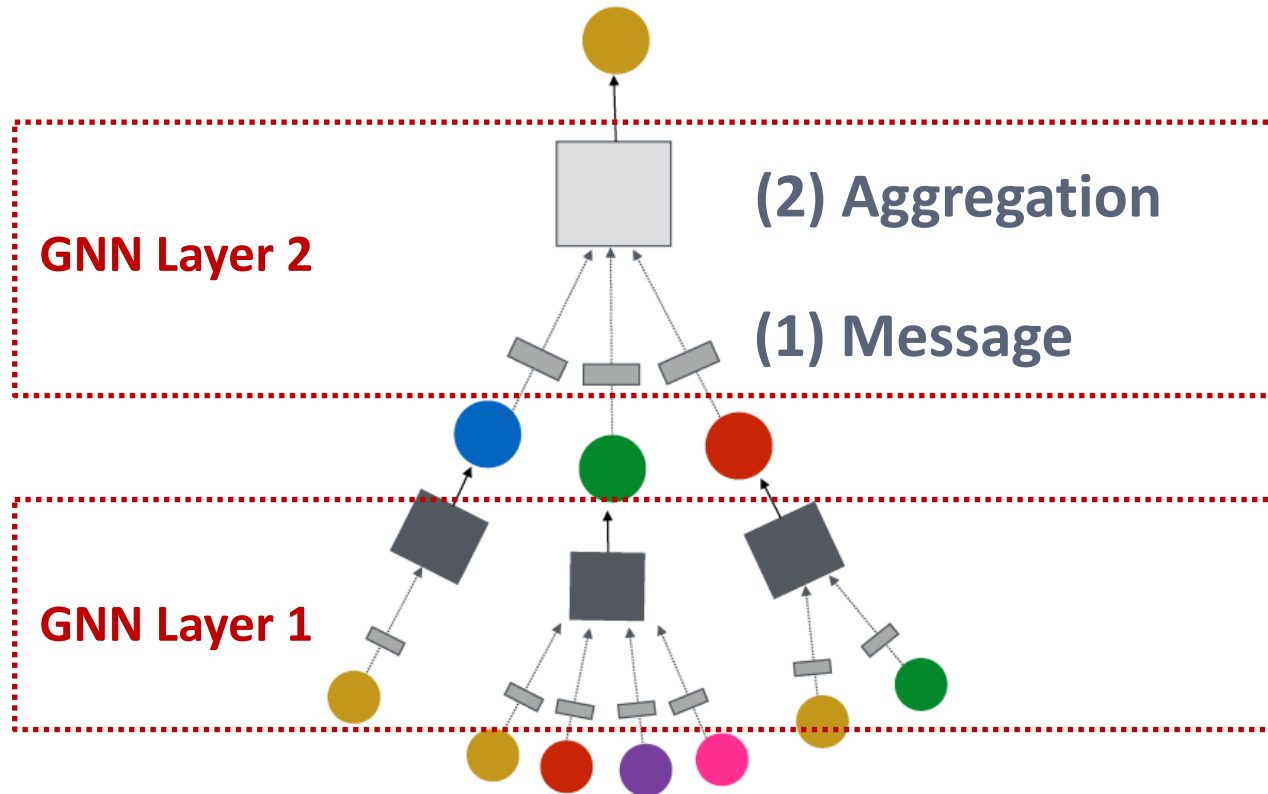 (2) Aggregation
GNN Layer 2
(1) Message
GNN Layer 1